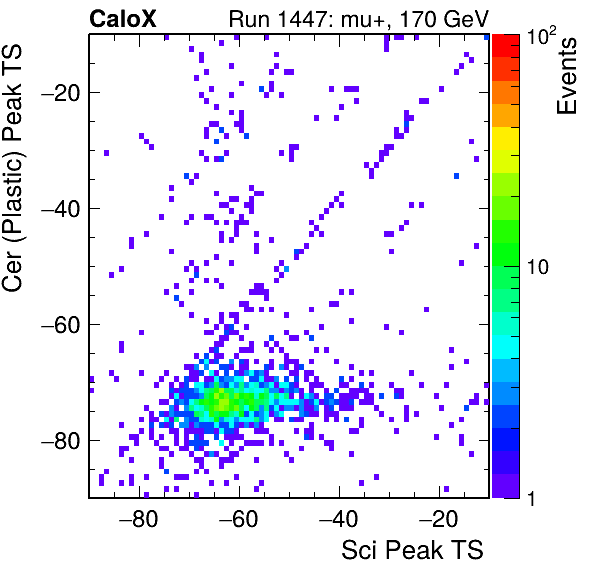 CaloX Run 1447: mu+, 170 GeV
Cer (Plastic) Peak TS
−20
−40
−60
−80
−80 −60 −40 −20
Sci Peak TS
Events
10²
10
1